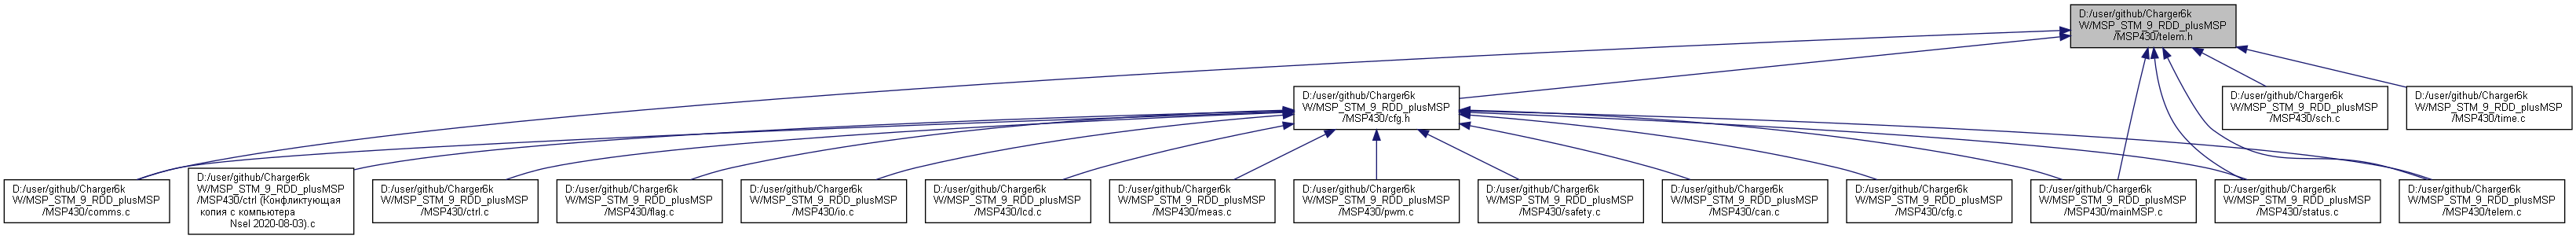 D:/user/github/Charger6k
W/MSP_STM_9_RDD_plusMSP
/MSP430/telem.h
D:/user/github/Charger6k
W/MSP_STM_9_RDD_plusMSP
/MSP430/cfg.h
D:/user/github/Charger6k
W/MSP_STM_9_RDD_plusMSP
/MSP430/sch.c
D:/user/github/Charger6k
W/MSP_STM_9_RDD_plusMSP
/MSP430/time.c
D:/user/github/Charger6k
W/MSP_STM_9_RDD_plusMSP
/MSP430/comms.c
D:/user/github/Charger6k
W/MSP_STM_9_RDD_plusMSP
/MSP430/ctrl (Конфликтующая
копия с компьютера
Nsel 2020-08-03).c
D:/user/github/Charger6k
W/MSP_STM_9_RDD_plusMSP
/MSP430/ctrl.c
D:/user/github/Charger6k
W/MSP_STM_9_RDD_plusMSP
/MSP430/flag.c
D:/user/github/Charger6k
W/MSP_STM_9_RDD_plusMSP
/MSP430/io.c
D:/user/github/Charger6k
W/MSP_STM_9_RDD_plusMSP
/MSP430/lcd.c
D:/user/github/Charger6k
W/MSP_STM_9_RDD_plusMSP
/MSP430/meas.c
D:/user/github/Charger6k
W/MSP_STM_9_RDD_plusMSP
/MSP430/pwm.c
D:/user/github/Charger6k
W/MSP_STM_9_RDD_plusMSP
/MSP430/safety.c
D:/user/github/Charger6k
W/MSP_STM_9_RDD_plusMSP
/MSP430/can.c
D:/user/github/Charger6k
W/MSP_STM_9_RDD_plusMSP
/MSP430/cfg.c
D:/user/github/Charger6k
W/MSP_STM_9_RDD_plusMSP
/MSP430/mainMSP.c
D:/user/github/Charger6k
W/MSP_STM_9_RDD_plusMSP
/MSP430/status.c
D:/user/github/Charger6k
W/MSP_STM_9_RDD_plusMSP
/MSP430/telem.c